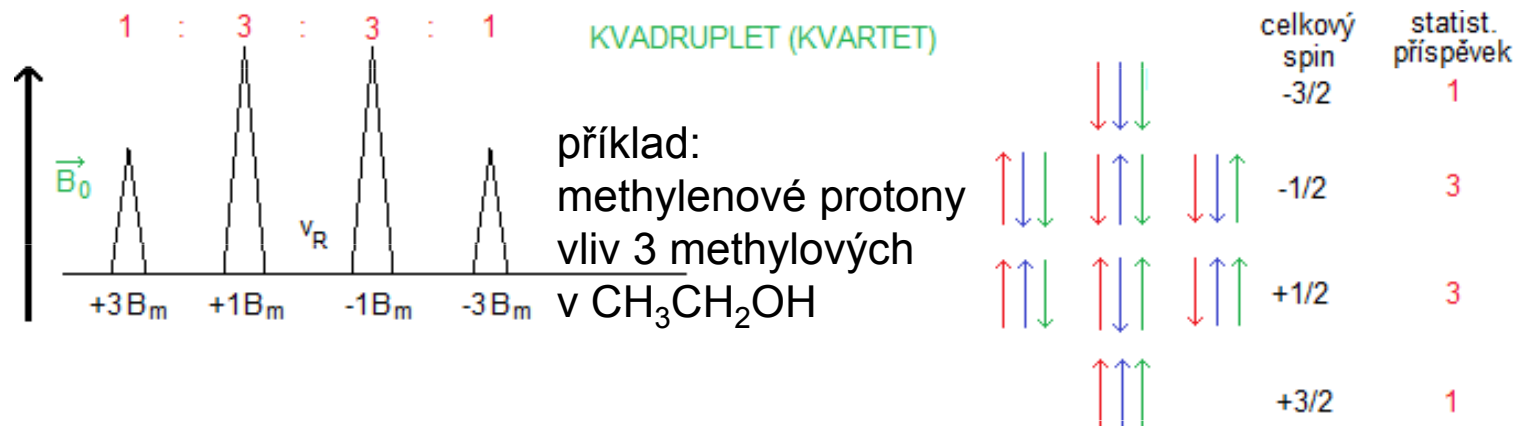 1 : 3 : 3 : 1
KVADRUPLET (KVARTET)
B₀
νR
+3Bm +1Bm -1Bm -3Bm
příklad:
methylenové protony
vliv 3 methylových
v CH₃CH₂OH
celkový spin
statist. příspěvek
-3/2 1
-1/2 3
+1/2 3
+3/2 1